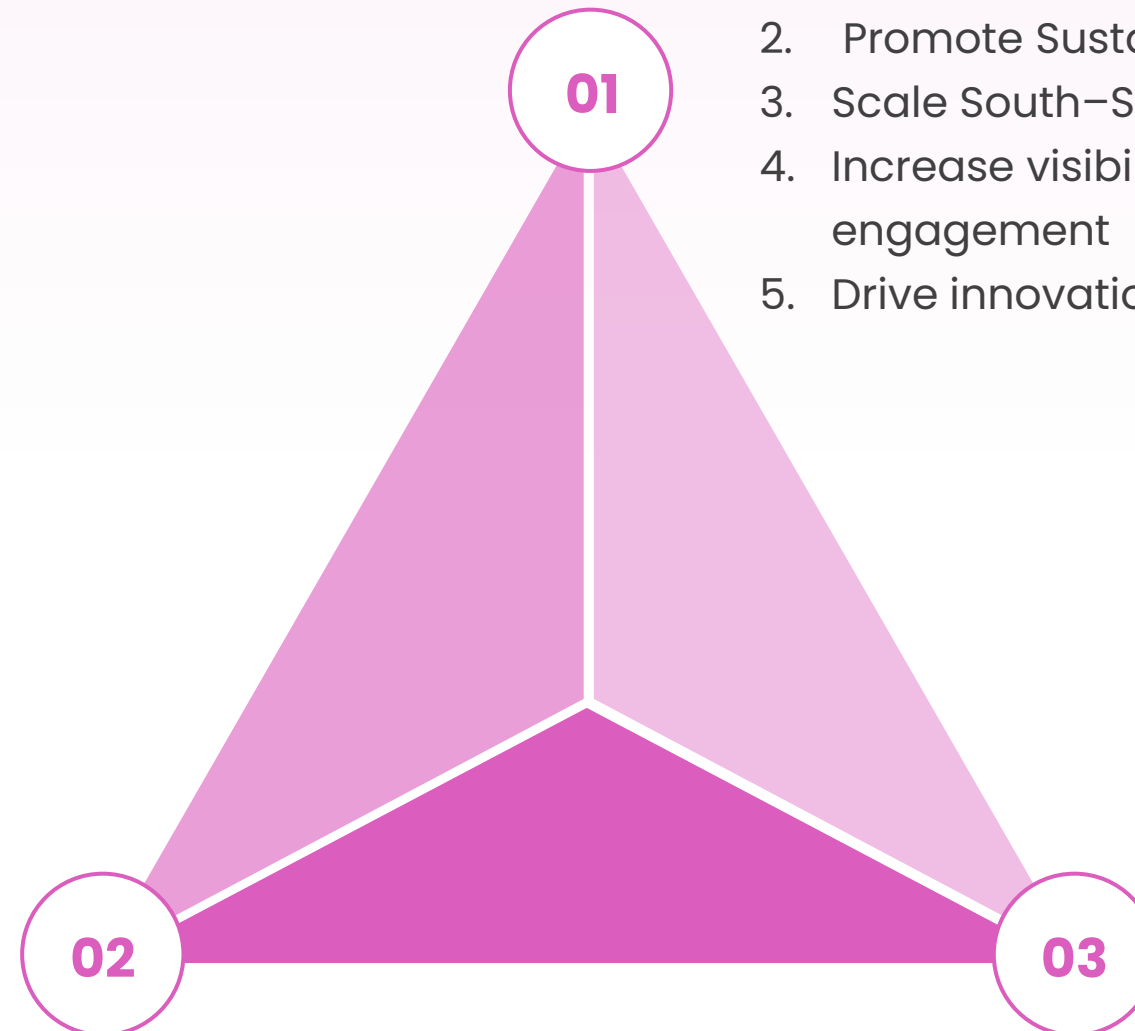 01
2. Promote
3. Scale
4. Increase
engagement
5. Drive
02
03